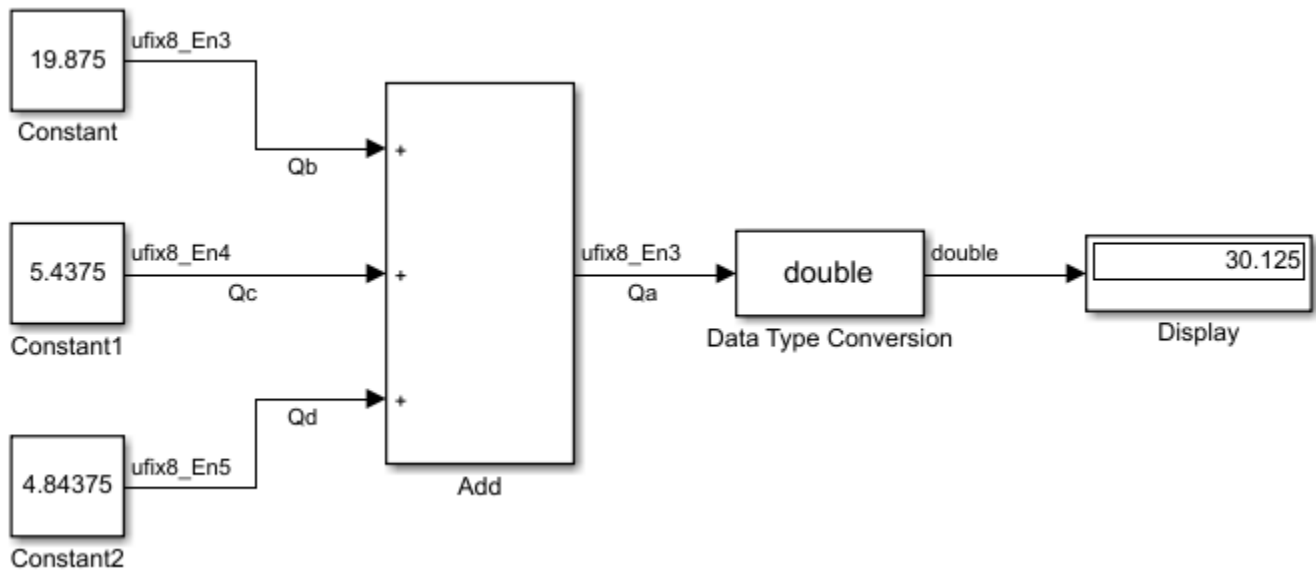 19.875
ufix8_En3
Constant
Qb
+
5.4375
ufix8_En4
Qc
Constant1
+
4.84375
ufix8_En5
Qd
Constant2
+
Add
ufix8_En3
Qa
double
Data Type Conversion
double
30.125
Display